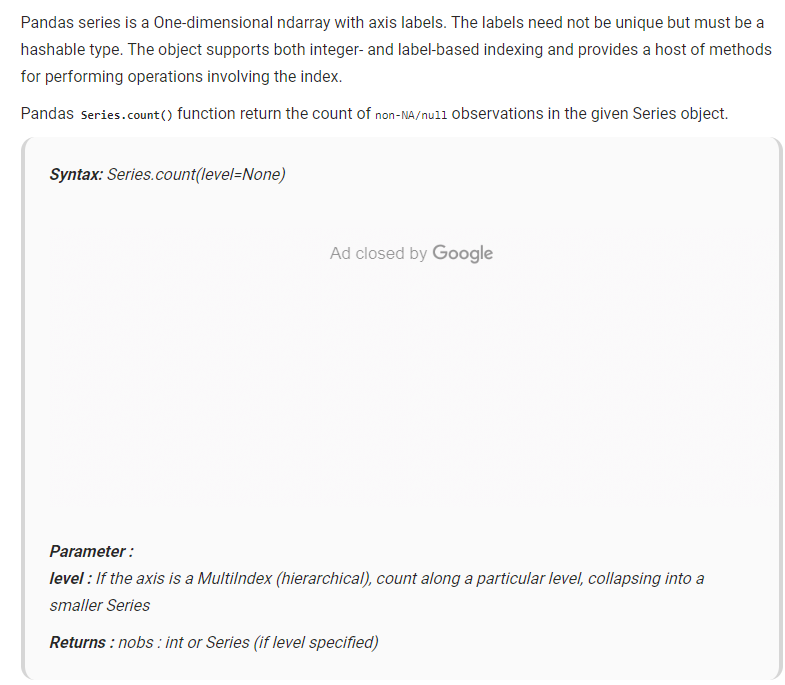 Pandas series is a One-dimensional ndarray with axis labels. The labels need not be unique but must be a
hashable type. The object supports both integer- and label-based indexing and provides a host of methods
for performing operations involving the index.
Pandas Series.count() function return the count of non-NA/null observations in the given Series object.
Syntax: Series.count(level=None)
Ad closed by Google
Parameter :
level : If the axis is a MultiIndex (hierarchical), count along a particular level, collapsing into a
smaller Series
Returns : nobs : int or Series (if level specified)